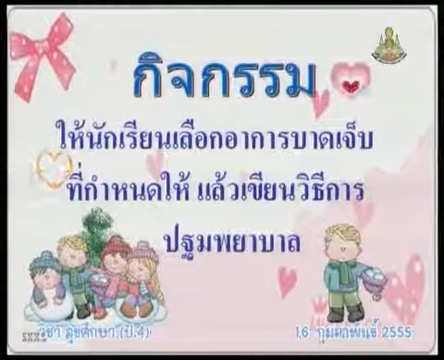 กิจกรรม
ให้นักเรียนเลือกอาการบาดเจ็บ
ที่กำหนดให้ แล้วเขียนวิธีการ
ปฐมพยาบาล
วิชา สุขศึกษา (ป.4)
16 กุมภาพันธ์ 2555